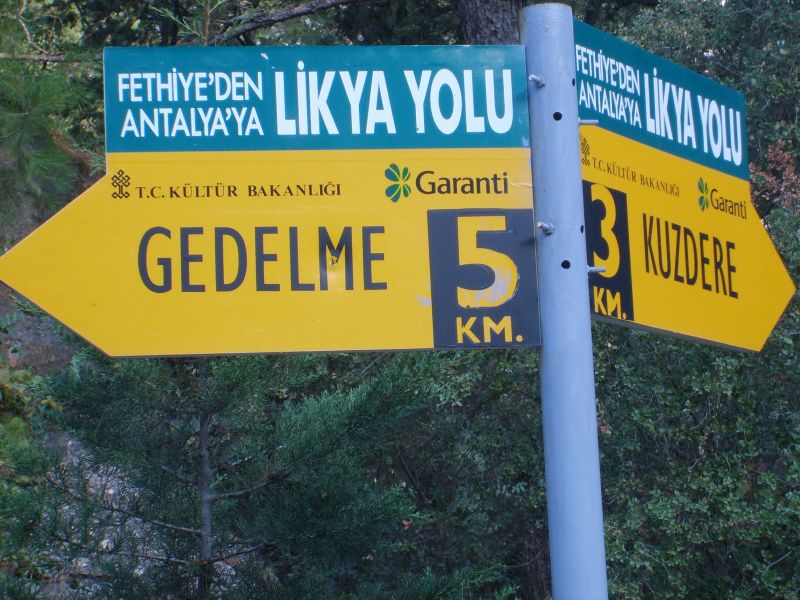 FETHİYE'DEN
ANTALYA'YA
LİKYA YOLU
T.C. KÜLTÜR BAKANLIĞI
Garanti
GEDELME
5
KM.
FETHİYE'DEN
ANTALYA'YA
LİKYA YOLU
T.C. KÜLTÜR BAKANLIĞI
Garanti
3
KM.
KUZDERE